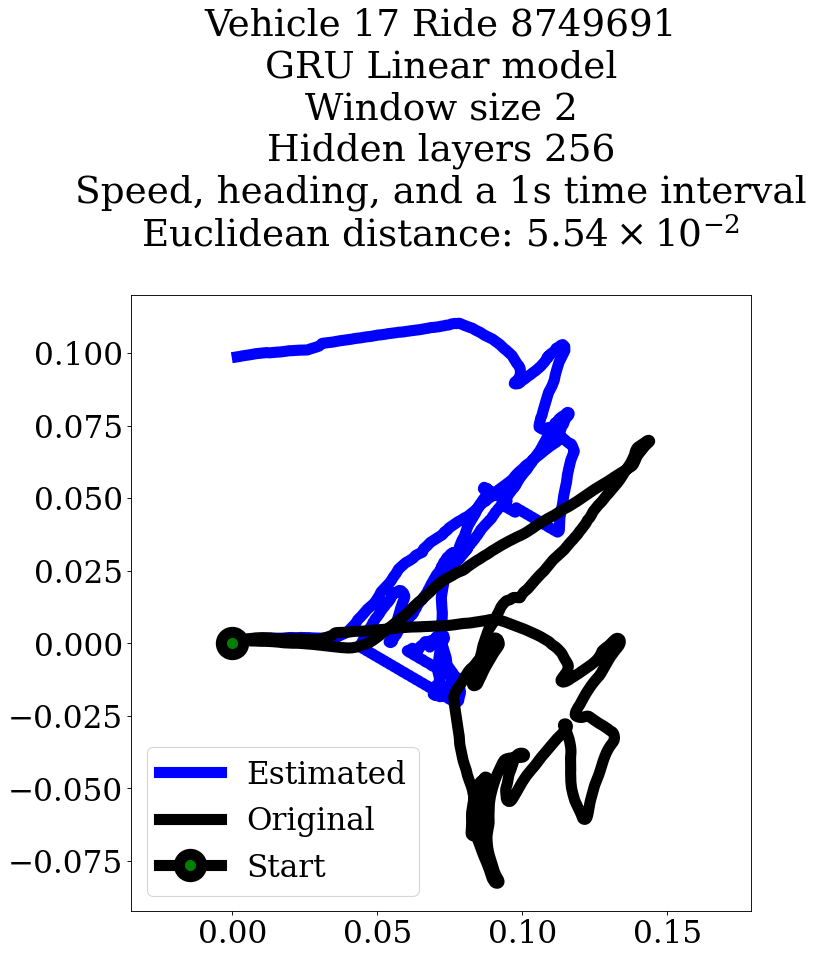 Vehicle 17 Ride 8749691
GRU Linear model
Window size 2
Hidden layers 256
Speed, heading, and a 1s time interval
Euclidean distance: 5.54 × 10⁻²
0.100
0.075
0.050
0.025
0.000
−0.025
−0.050
−0.075
Estimated
Original
Start
0.00 0.05 0.10 0.15